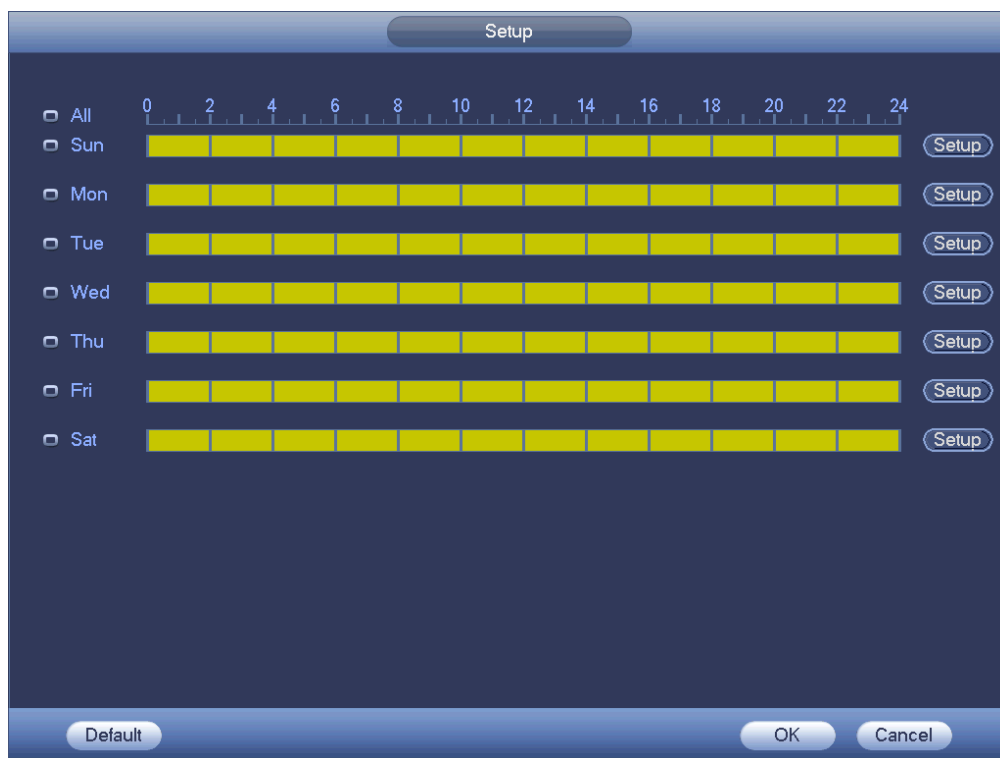 Setup
All 0 2 4 6 8 10 12 14 16 18 20 22 24
Sun Setup
Mon Setup
Tue Setup
Wed Setup
Thu Setup
Fri Setup
Sat Setup
Default OK Cancel